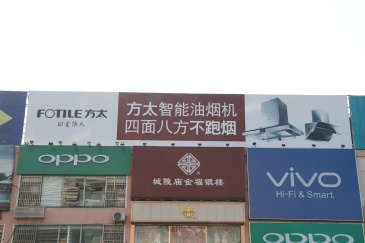 FOTILE方太
因爱伟大
方太智能油烟机
四面八方不跑烟
oppo
城隍庙金福银楼
vivo
Hi-Fi & Smart
oppo